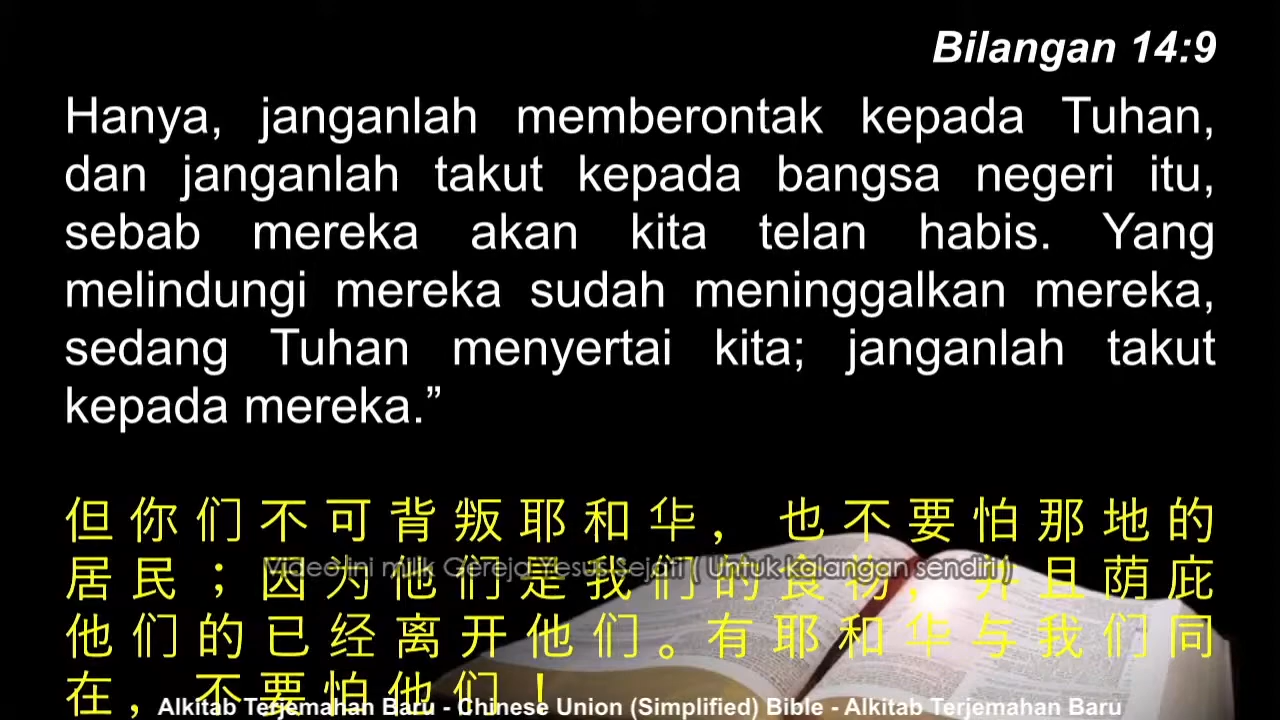 Bilangan 14:9
Hanya, janganlah memberontak kepada Tuhan,
dan janganlah takut kepada bangsa negeri itu,
sebab mereka akan kita telan habis. Yang
melindungi mereka sudah meninggalkan mereka,
sedang Tuhan menyertai kita; janganlah takut
kepada mereka.”
但你们不可背叛耶和华，也不要怕那地的
居民；因为他们是我们的食物，并且荫庇
Video ini milik Gereja Yesus Sejati ( Untuk kalangan sendiri )
他们的已经离开他们。有耶和华与我们同
在，不要怕他们！
Alkitab Terjemahan Baru - Chinese Union (Simplified) Bible - Alkitab Terjemahan Baru